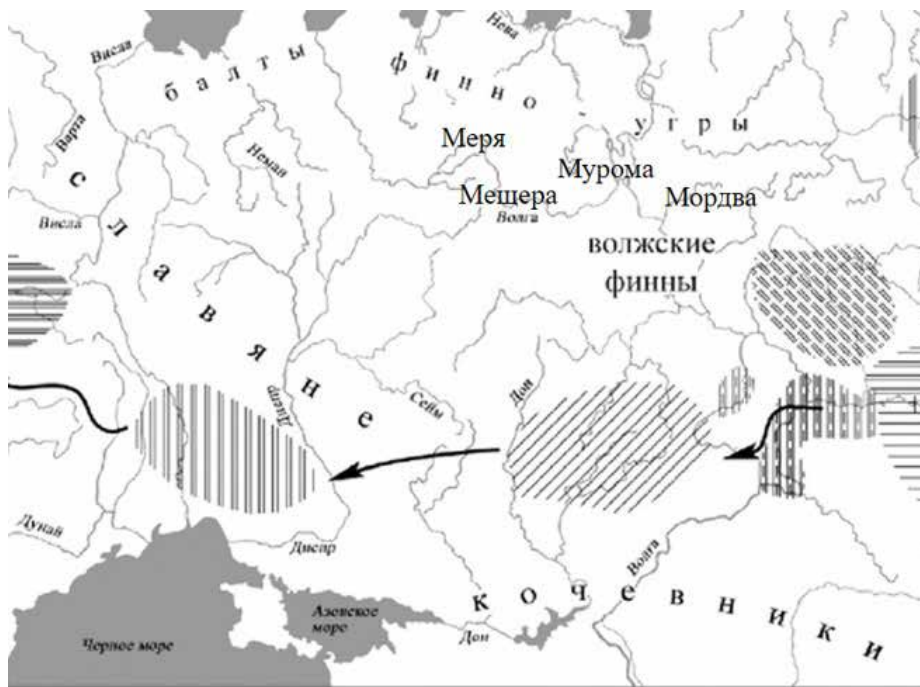 Висла
балты
Нева
финно-
угры
Варта
Неман
Меря
Мурома
Мещера
Мордва
Волга
Висла
славяне
волжские
финны
Днепр
Сейм
Дон
Дунай
Днепр
Волга
кочевники
Азовское
море
Дон
Черное море